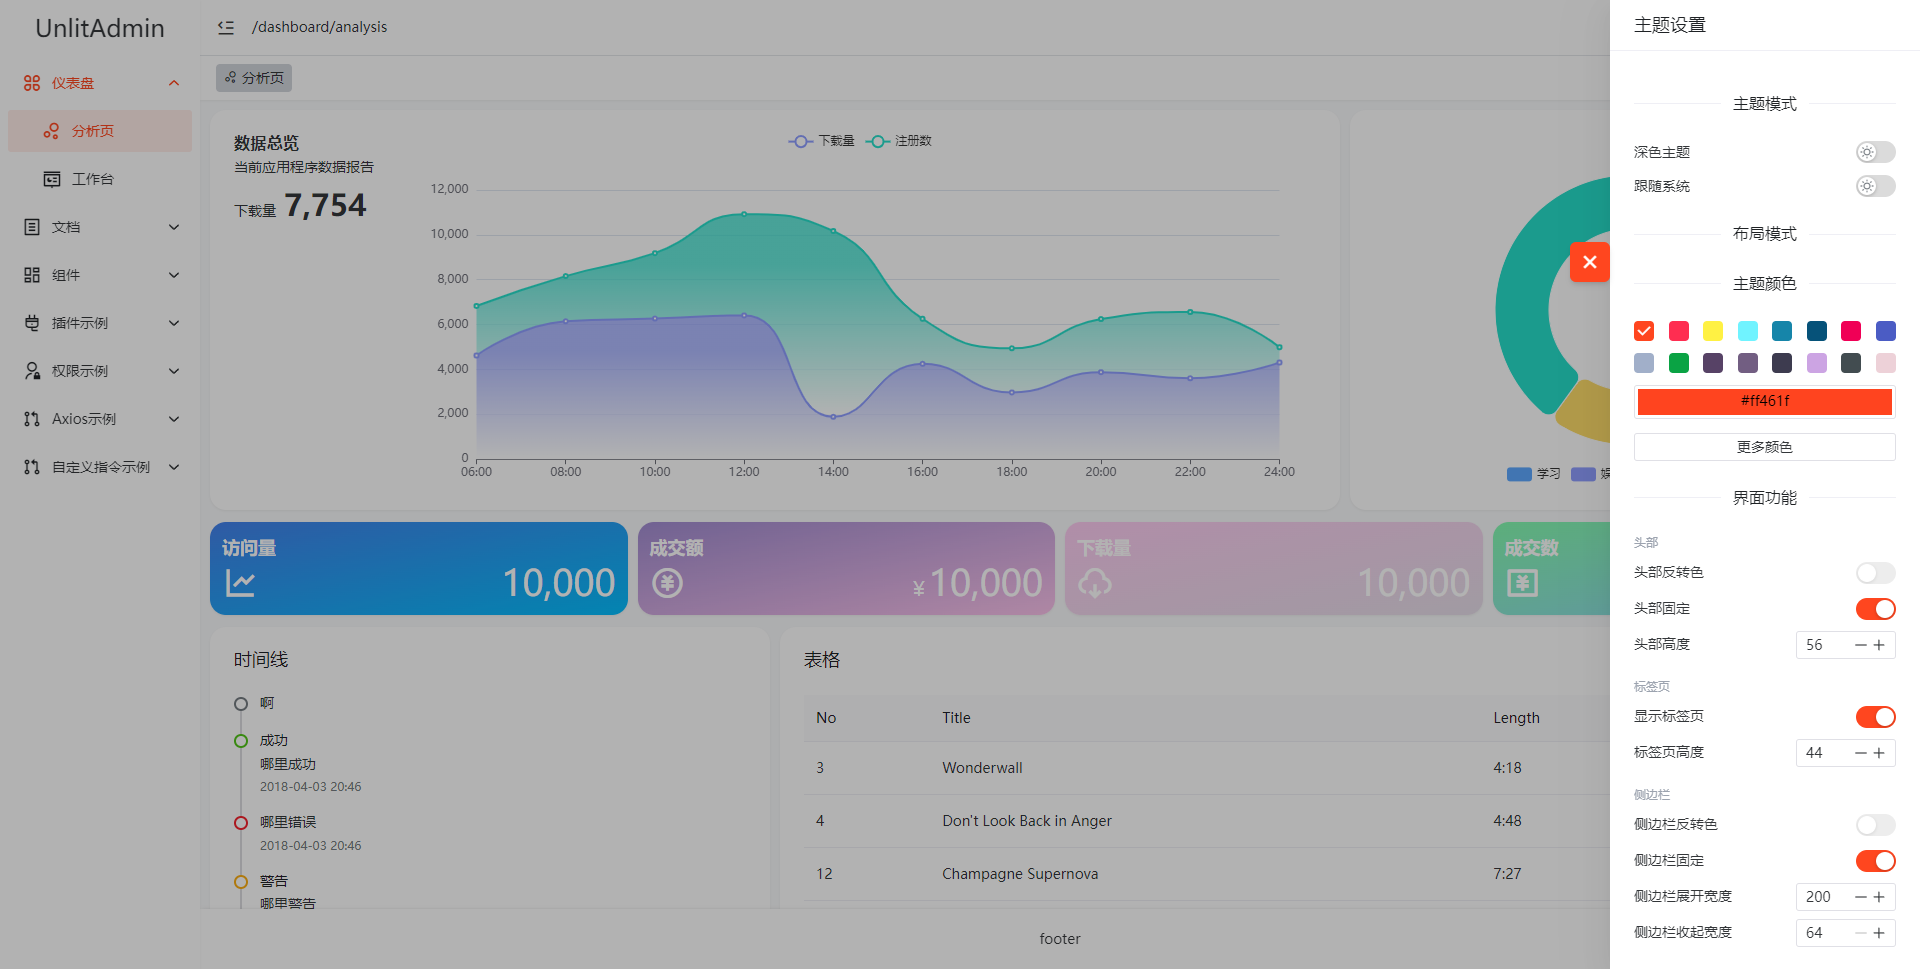 UnlitAdmin
仪表盘
分析页
工作台
文档
组件
插件示例
权限示例
Axios示例
自定义指令示例
/dashboard/analysis
分析页
数据总览
当前应用程序数据报告
下载量 7,754
下载量 注册数
12,000
10,000
8,000
6,000
4,000
2,000
0
06:00 08:00 10:00 12:00 14:00 16:00 18:00 20:00 22:00 24:00
学习
访问量
10,000
成交额
¥10,000
下载量
10,000
成交数
时间线
啊
成功
哪里成功
2018-04-03 20:46
哪里错误
2018-04-03 20:46
警告
哪里警告
表格
No Title Length
3 Wonderwall 4:18
4 Don't Look Back in Anger 4:48
12 Champagne Supernova 7:27
footer
主题设置
主题模式
深色主题
跟随系统
布局模式
主题颜色
#ff461f
更多颜色
界面功能
头部
头部反转色
头部固定
头部高度 56
标签页
显示标签页
标签页高度 44
侧边栏
侧边栏反转色
侧边栏固定
侧边栏展开宽度 200
侧边栏收起宽度 64